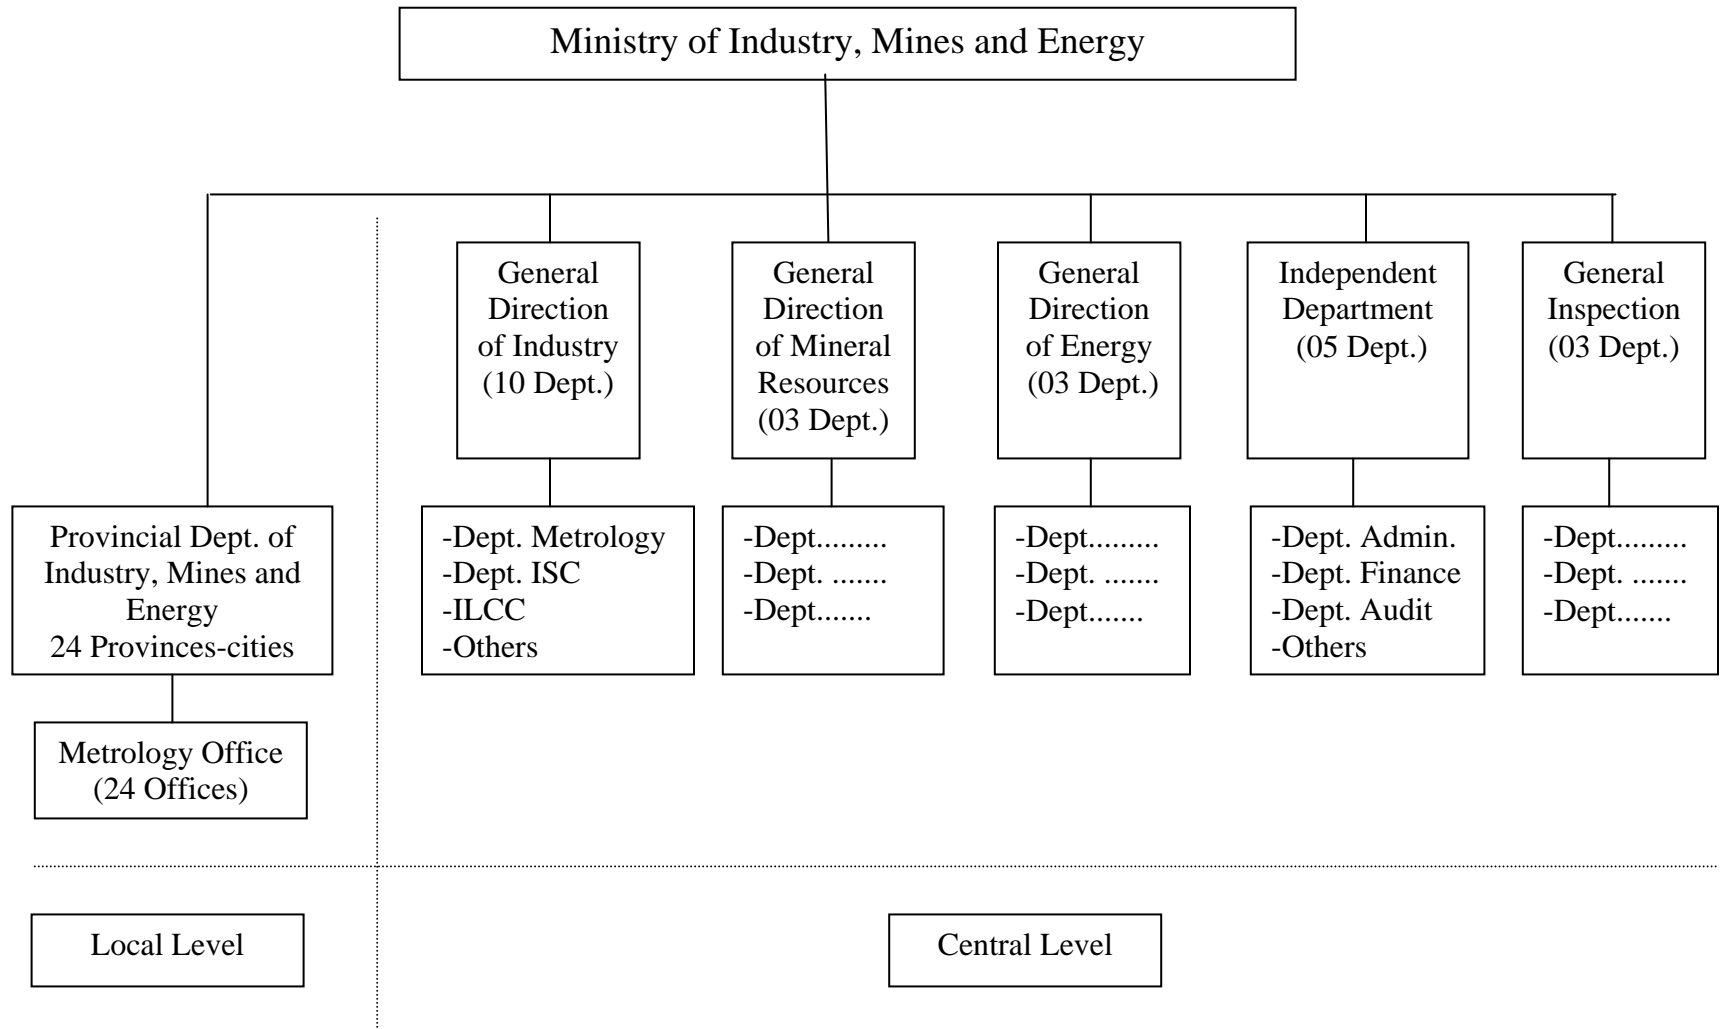 Ministry of Industry, Mines and Energy
General
Direction
of Industry
(10 Dept.)
General
Direction
of Mineral
Resources
(03 Dept.)
General
Direction
of Energy
(03 Dept.)
Independent
Department
(05 Dept.)
General
Inspection
(03 Dept.)
Provincial Dept. of
Industry, Mines and
Energy
24 Provinces-cities
-Dept. Metrology
-Dept. ISC
-ILCC
-Others
-Dept.........
-Dept. .......
-Dept.......
-Dept.........
-Dept. .......
-Dept.......
-Dept. Admin.
-Dept. Finance
-Dept. Audit
-Others
-Dept.........
-Dept. .......
-Dept.......
Metrology Office
(24 Offices)
Local Level
Central Level